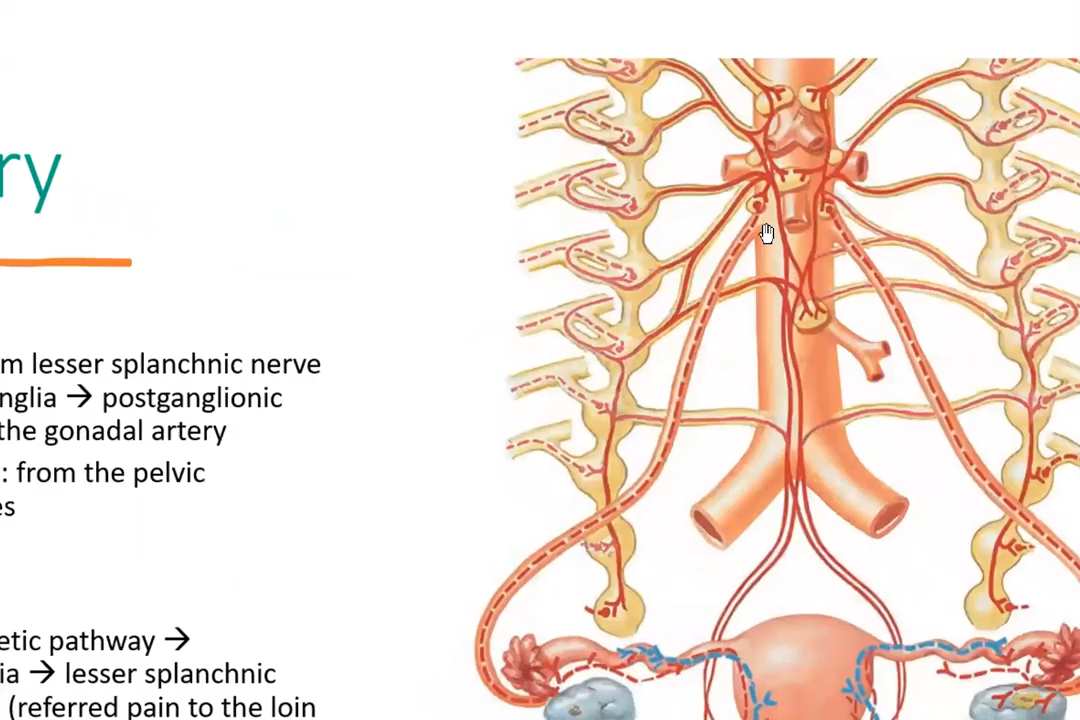 ry
m lesser splanchnic nerve
nglia → postganglionic
the gonadal artery
: from the pelvic
es
etic pathway →
ia → lesser splanchnic
(referred pain to the loin